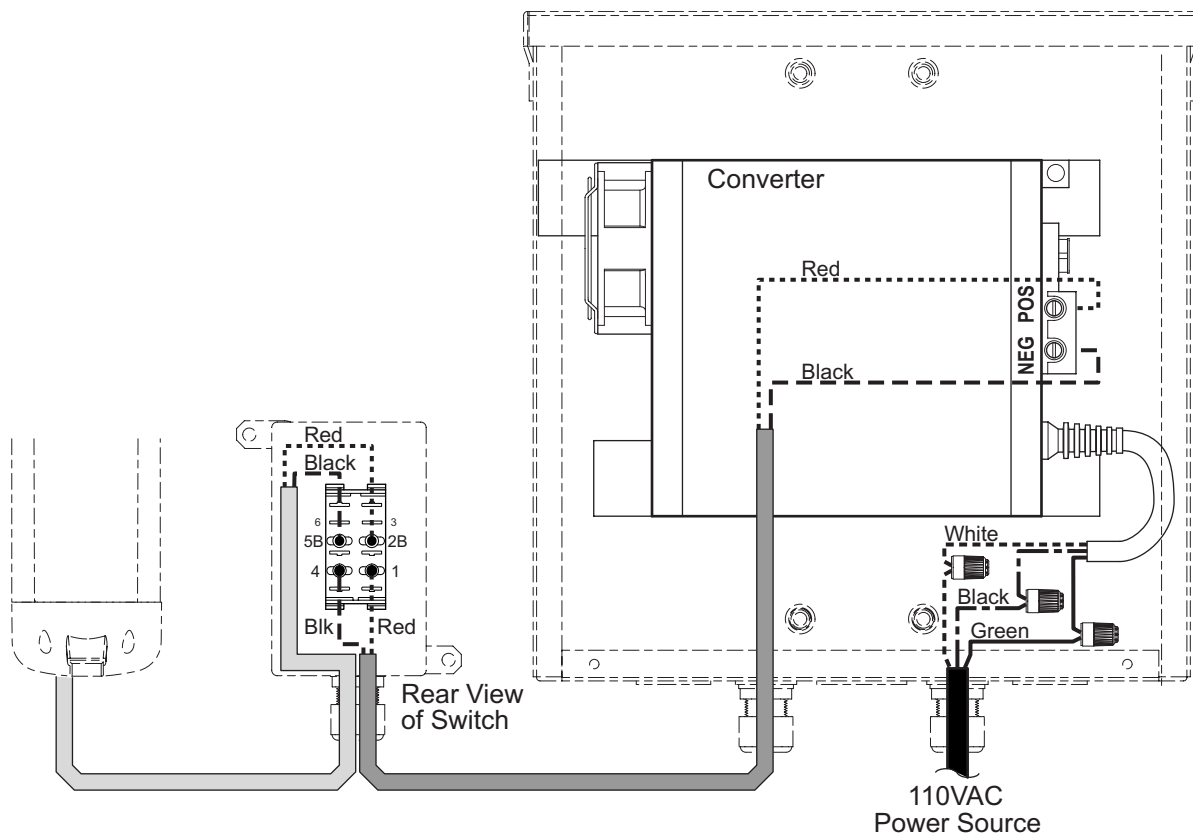 Converter
Red
POS
NEG
Black
Red
Black
6
3
5B
2B
4
1
Blk
Red
Rear View
of Switch
White
Black
Green
110VAC
Power Source